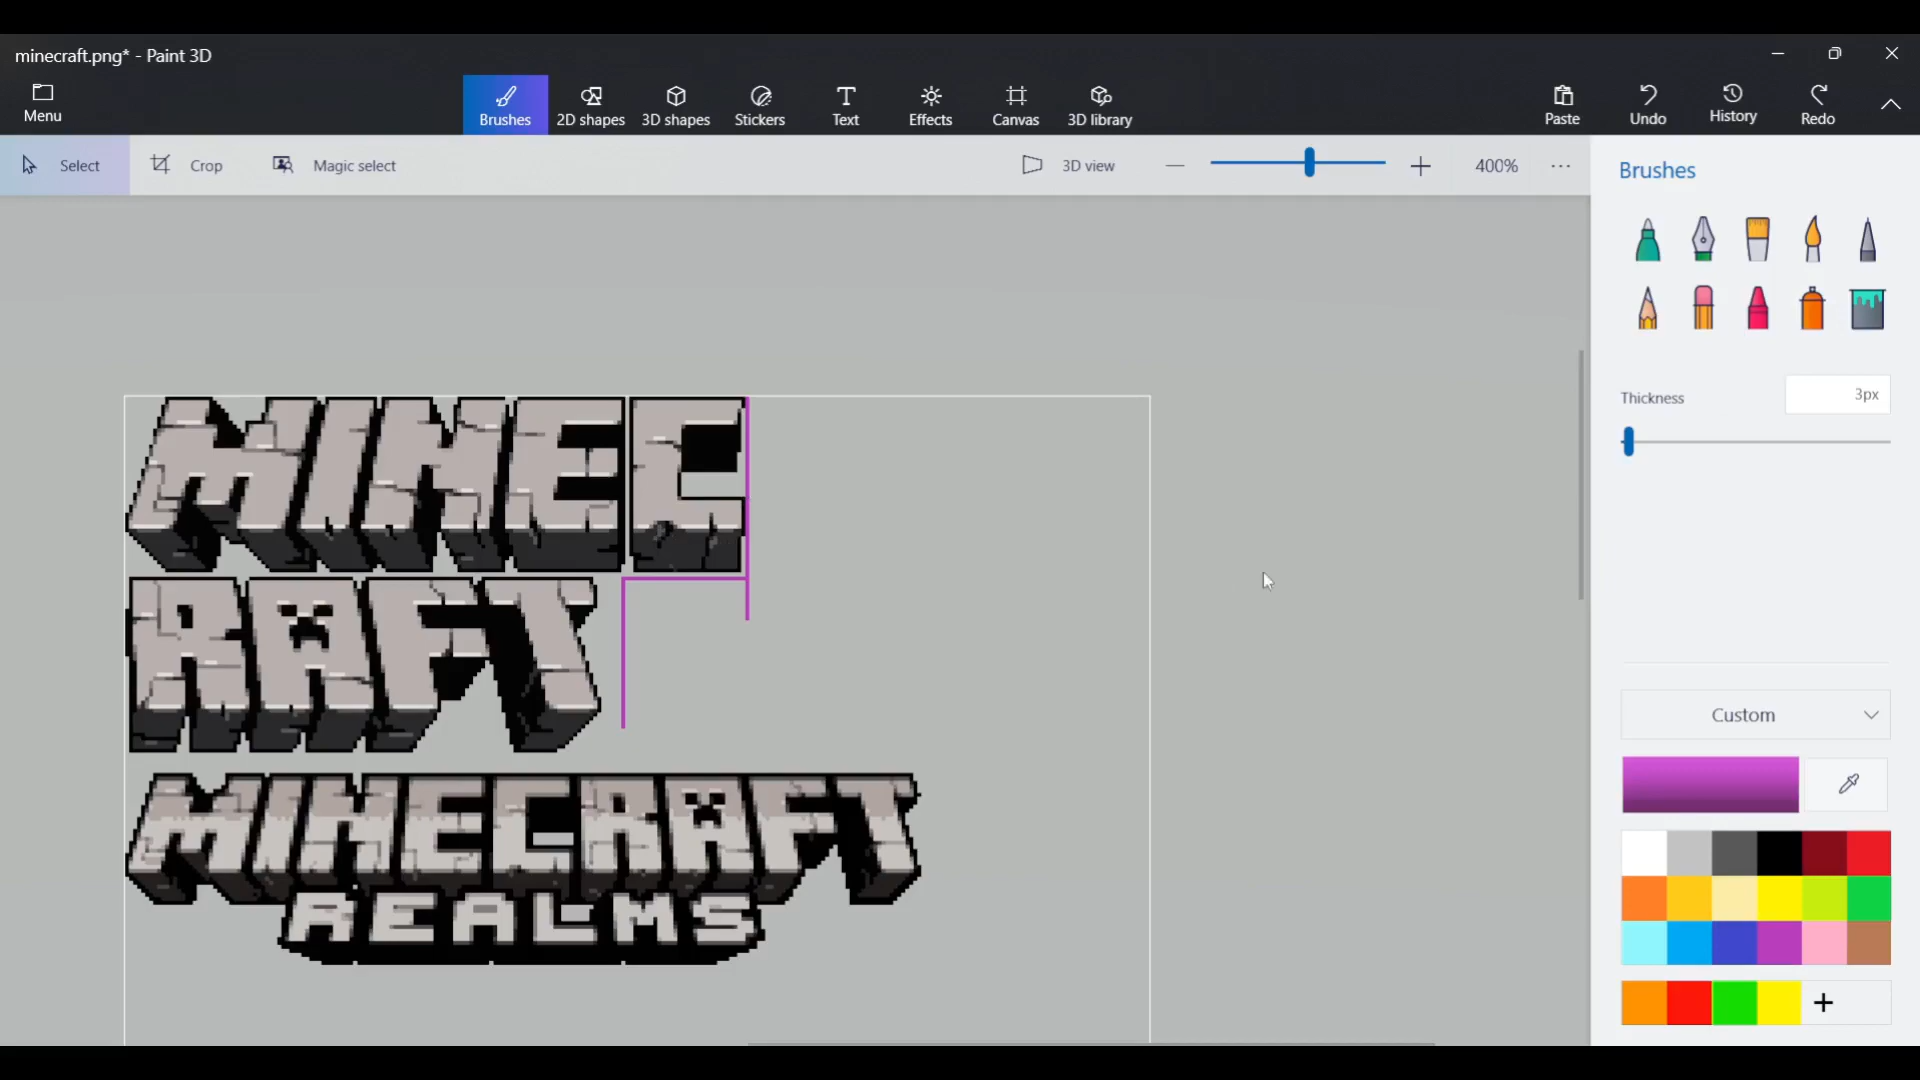 minecraft.png* - Paint 3D
Menu
Brushes 2D shapes 3D shapes Stickers Text Effects Canvas 3D library Paste Undo History Redo
Select Crop Magic select 3D view 400%
Brushes
Thickness 3px
MINEC
RAFT
Custom
MINECRAFT
REALMS